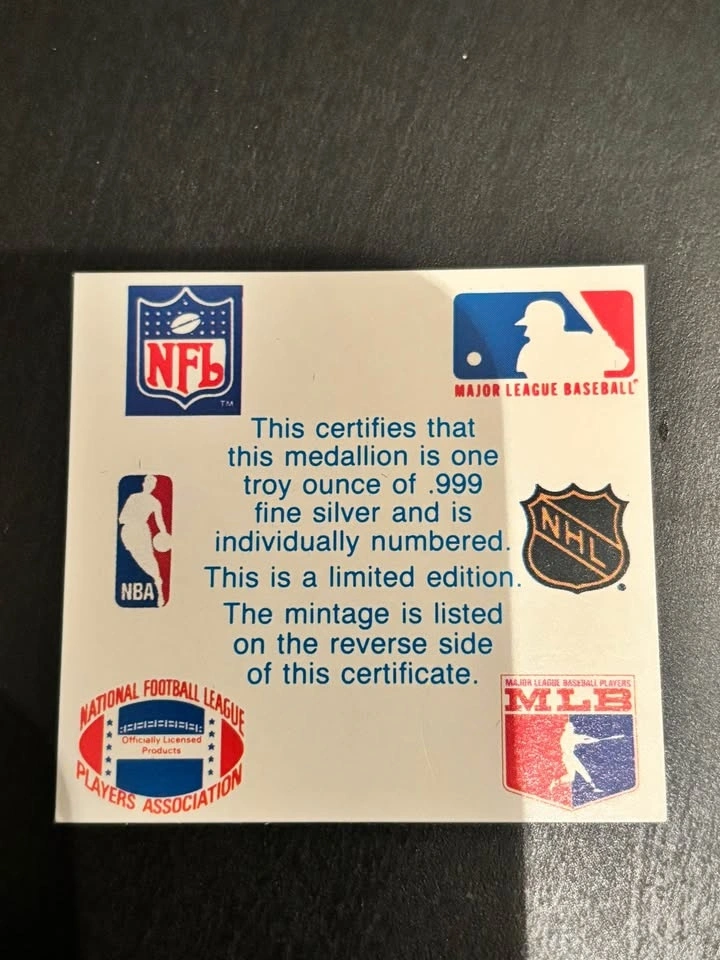 NFL
TM
MAJOR LEAGUE BASEBALL
This certifies that
this medallion is one
troy ounce of .999
fine silver and is
individually numbered.
This is a limited edition.
The mintage is listed
on the reverse side
of this certificate.
NBA
NHL
NATIONAL FOOTBALL LEAGUE
Officially Licensed
Products
PLAYERS ASSOCIATION
MAJOR LEAGUE BASEBALL PLAYERS
MLB